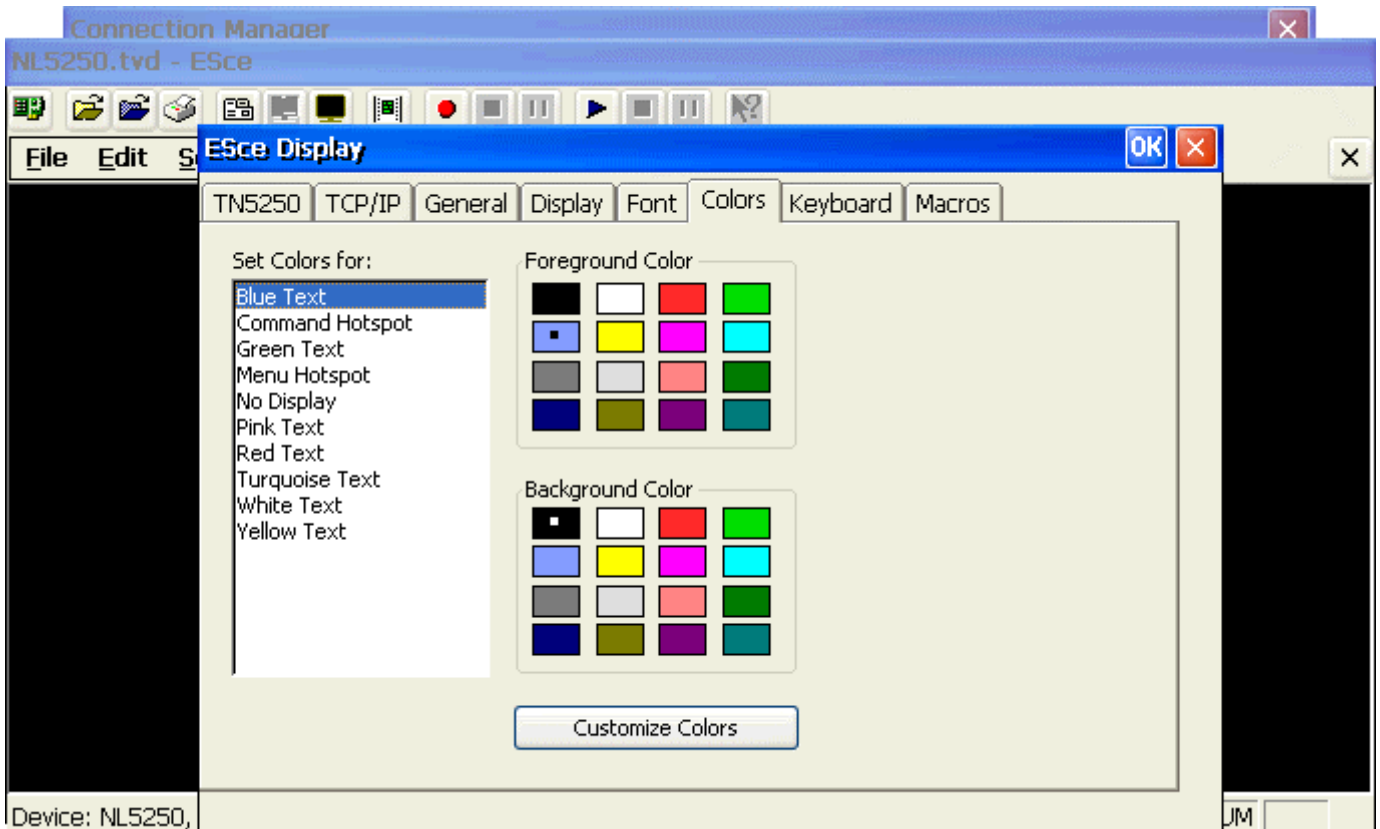 Connection Manager
NL5250.tvd - ESce
File Edit
ESce Display OK
TN5250 TCP/IP General Display Font Colors Keyboard Macros
Set Colors for:
Blue Text
Command Hotspot
Green Text
Menu Hotspot
No Display
Pink Text
Red Text
Turquoise Text
White Text
Yellow Text
Foreground Color
Background Color
Customize Colors
Device: NL5250,